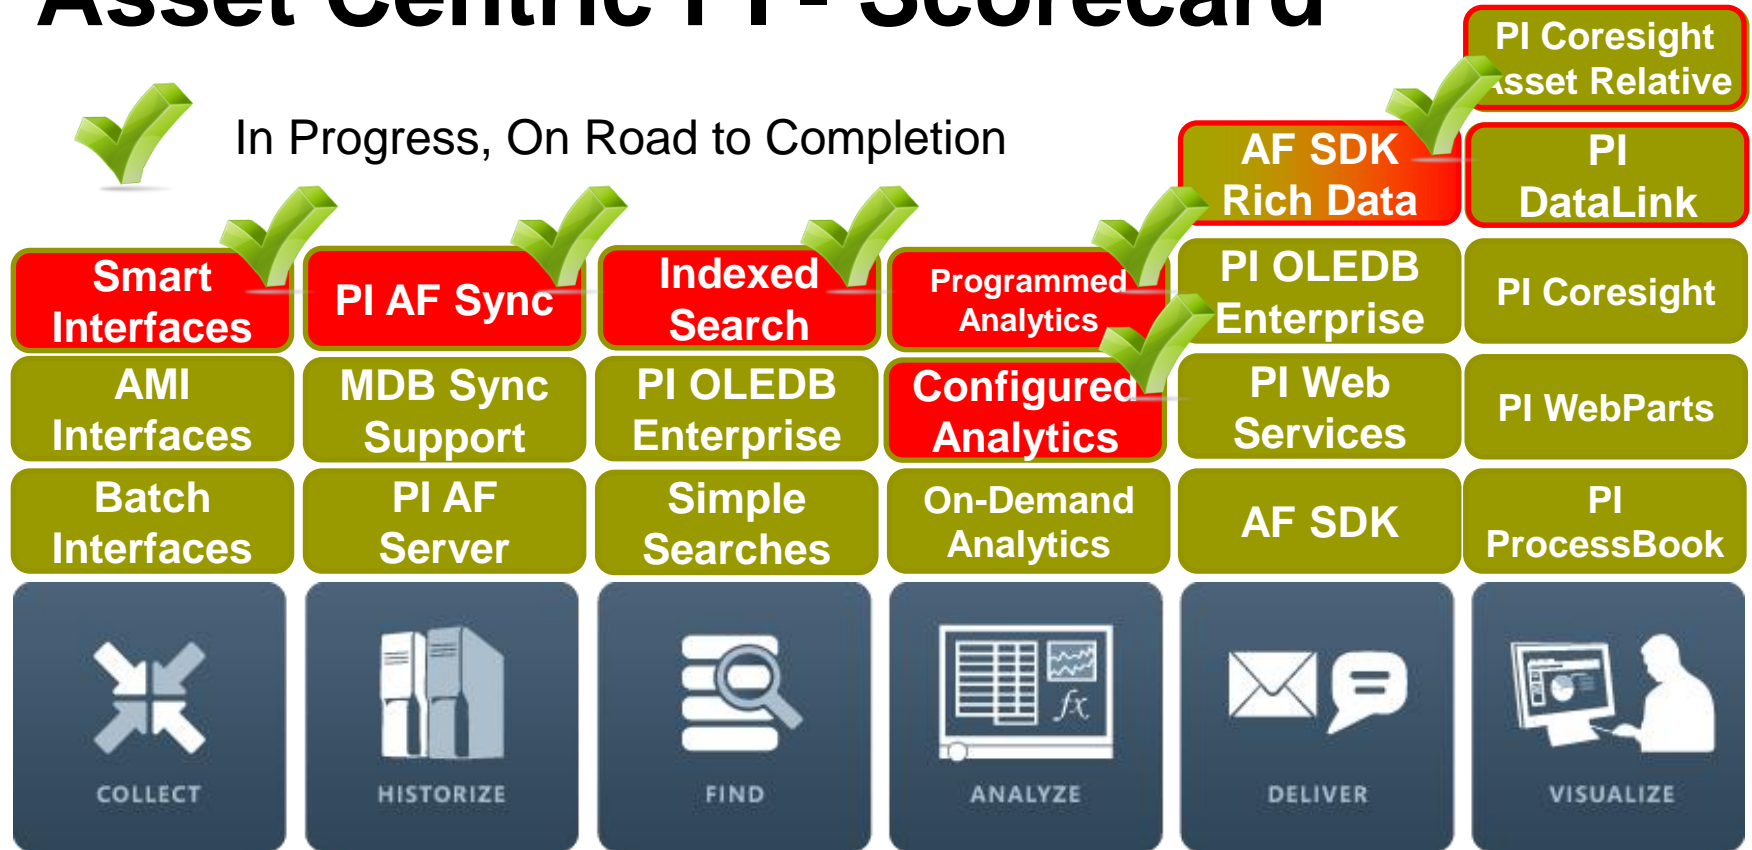 Asset Centric PI - Scorecard
In Progress, On Road to Completion
PI Coresight
Asset Relative
AF SDK
Rich Data
PI
DataLink
Smart
Interfaces
PI AF Sync
Indexed
Search
Programmed
Analytics
PI OLEDB
Enterprise
PI Coresight
AMI
Interfaces
MDB Sync
Support
PI OLEDB
Enterprise
Configured
Analytics
PI Web
Services
PI WebParts
Batch
Interfaces
PI AF
Server
Simple
Searches
On-Demand
Analytics
AF SDK
PI
ProcessBook
COLLECT
HISTORIZE
FIND
fx
ANALYZE
DELIVER
VISUALIZE